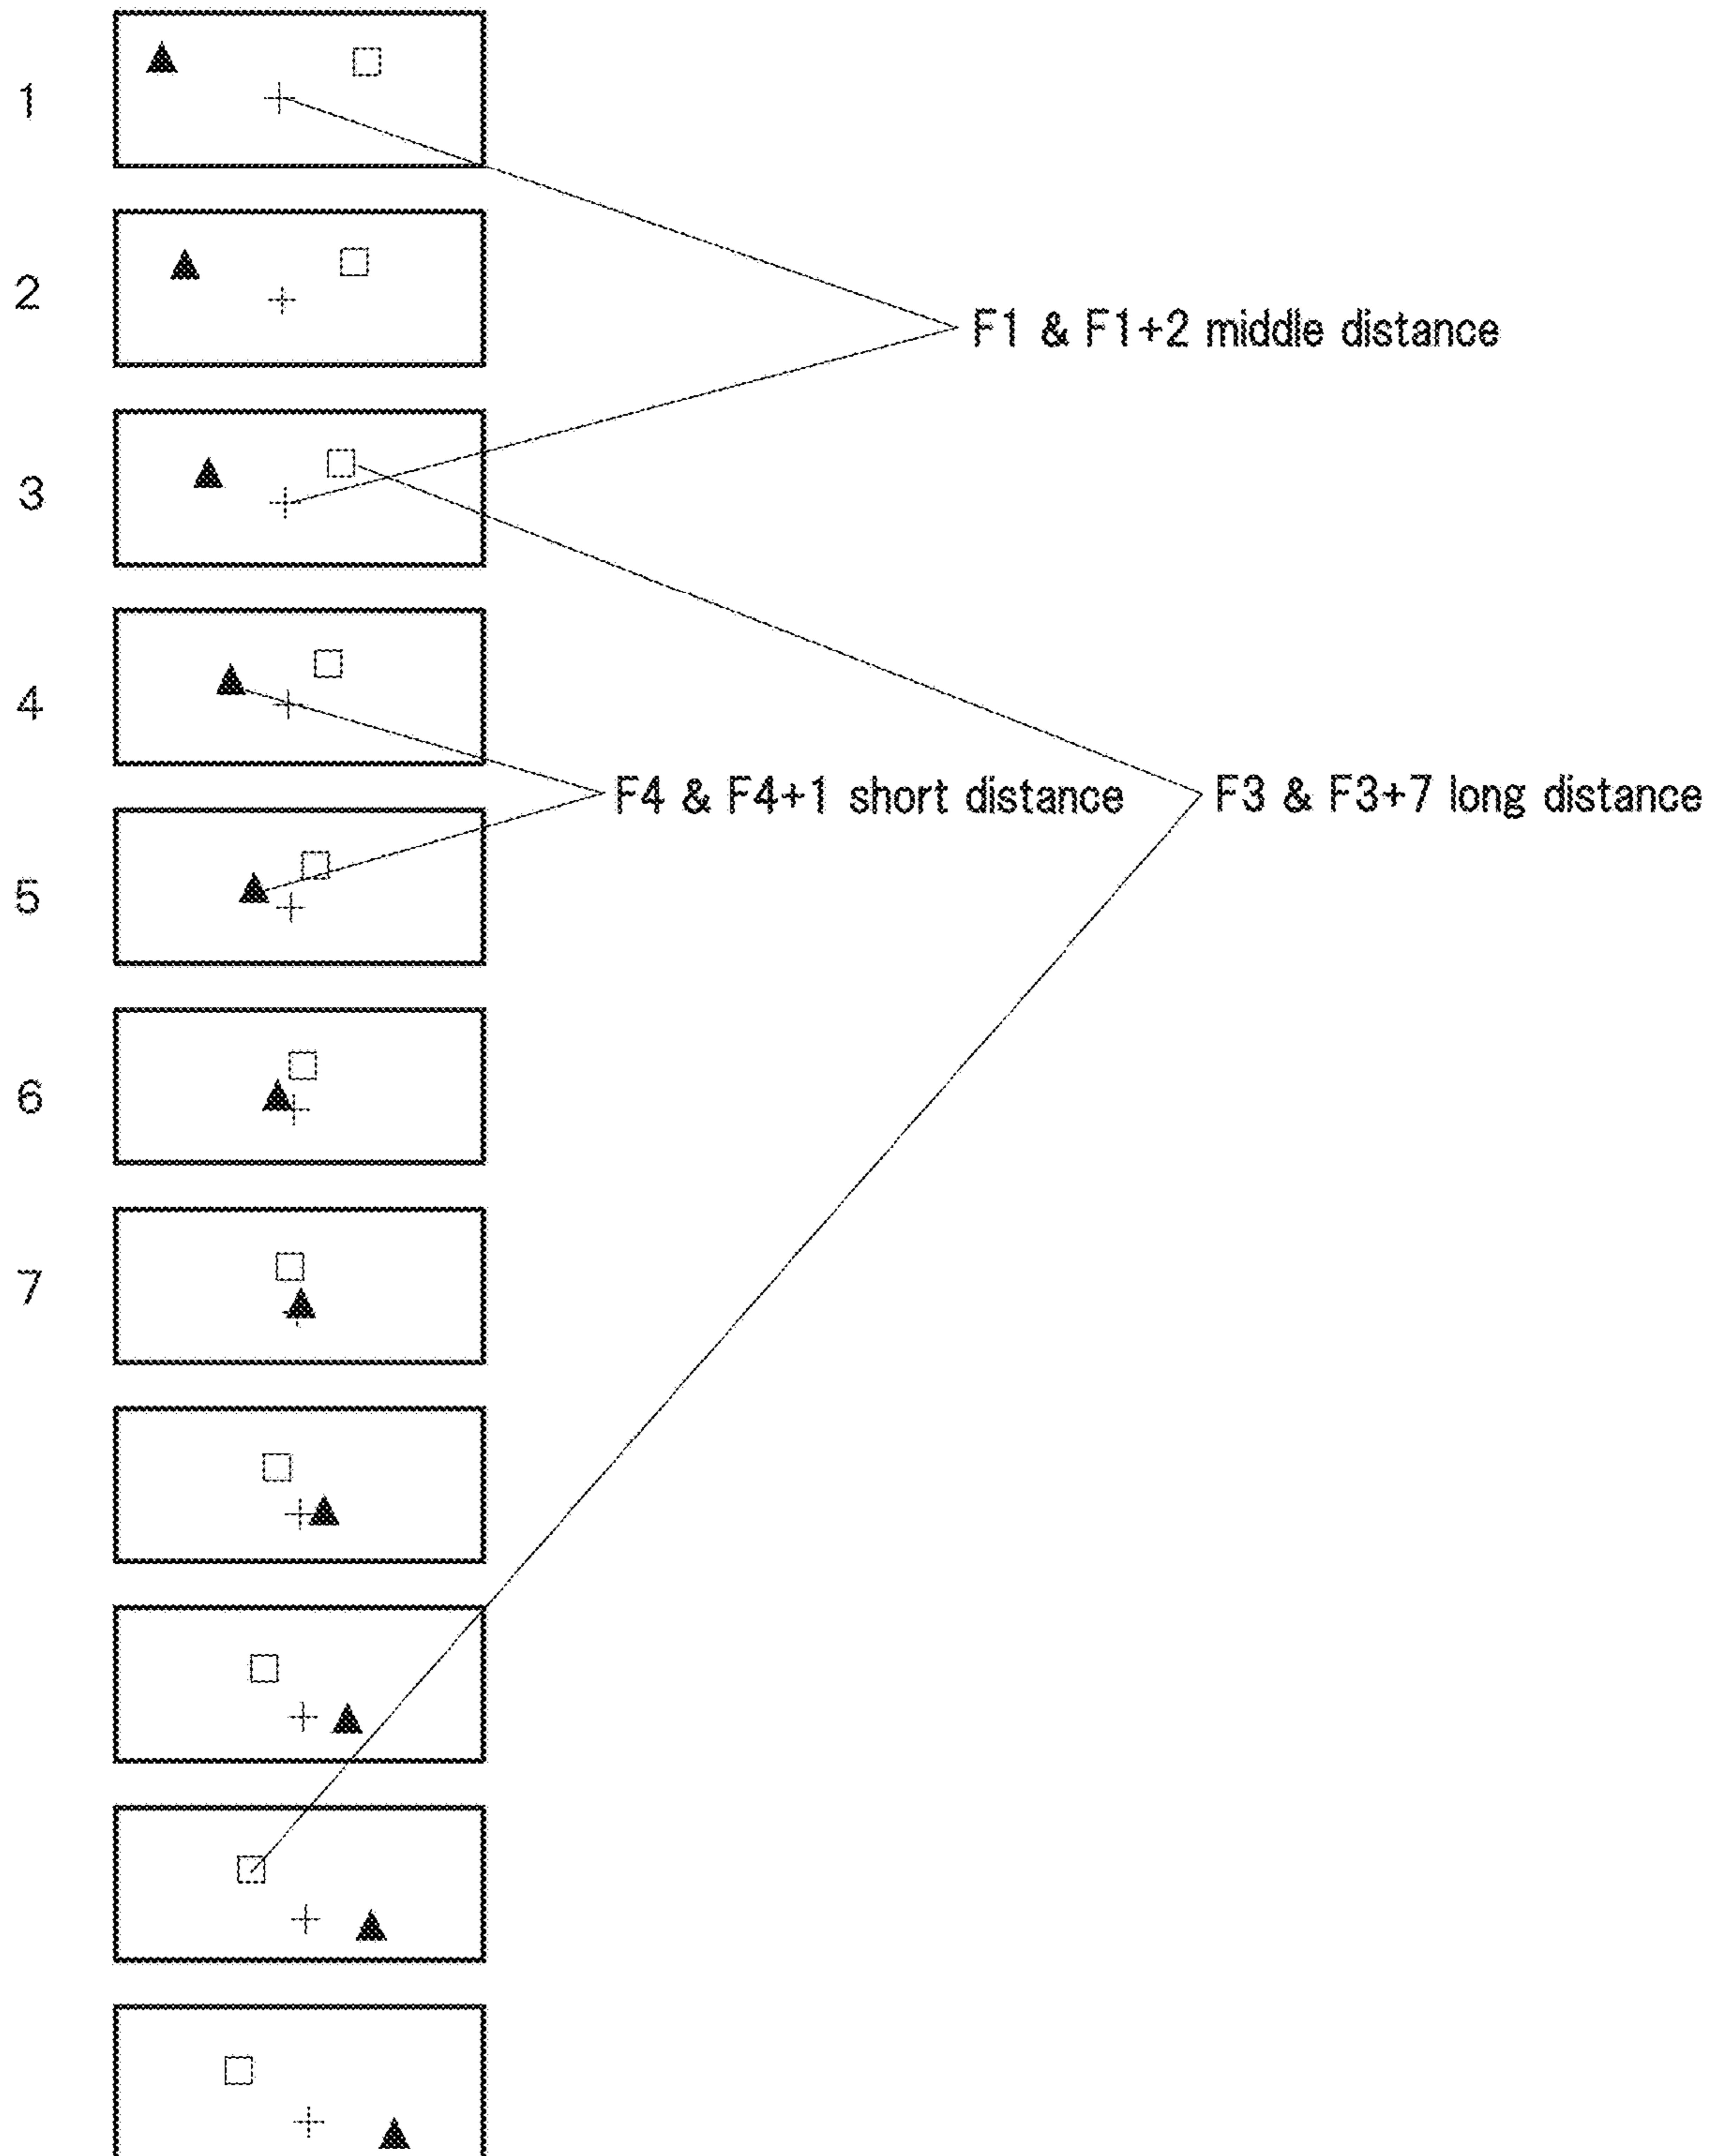 1
2
F1 & F1+2 middle distance
3
4
F4 & F4+1 short distance
F3 & F3+7 long distance
5
6
7